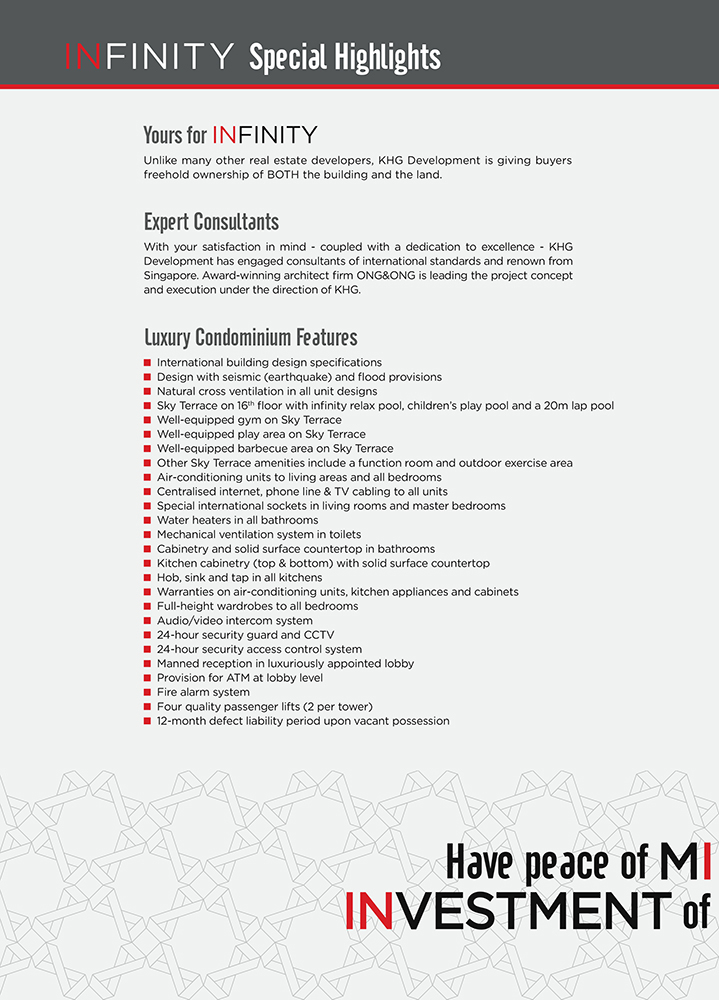 INFINITY Special Highlights
Yours for INFINITY
Unlike many other real estate developers, KHG Development is giving buyers
freehold ownership of BOTH the building and the land.
Expert Consultants
With your satisfaction in mind - coupled with a dedication to excellence - KHG
Development has engaged consultants of international standards and renown from
Singapore. Award-winning architect firm ONG&ONG is leading the project concept
and execution under the direction of KHG.
Luxury Condominium Features
International building design specifications
Design with seismic (earthquake) and flood provisions
Natural cross ventilation in all unit designs
Sky Terrace on 16th floor with infinity relax pool, children's play pool and a 20m lap pool
Well-equipped gym on Sky Terrace
Well-equipped play area on Sky Terrace
Well-equipped barbecue area on Sky Terrace
Other Sky Terrace amenities include a function room and outdoor exercise area
Air-conditioning units to living areas and all bedrooms
Centralised internet, phone line & TV cabling to all units
Special international sockets in living rooms and master bedrooms
Water heaters in all bathrooms
Mechanical ventilation system in toilets
Cabinetry and solid surface countertop in bathrooms
Kitchen cabinetry (top & bottom) with solid surface countertop
Hob, sink and tap in all kitchens
Warranties on air-conditioning units, kitchen appliances and cabinets
Full-height wardrobes to all bedrooms
Audio/video intercom system
24-hour security guard and CCTV
24-hour security access control system
Manned reception in luxuriously appointed lobby
Provision for ATM at lobby level
Fire alarm system
Four quality passenger lifts (2 per tower)
12-month defect liability period upon vacant possession
Have peace of MI
INVESTMENT of